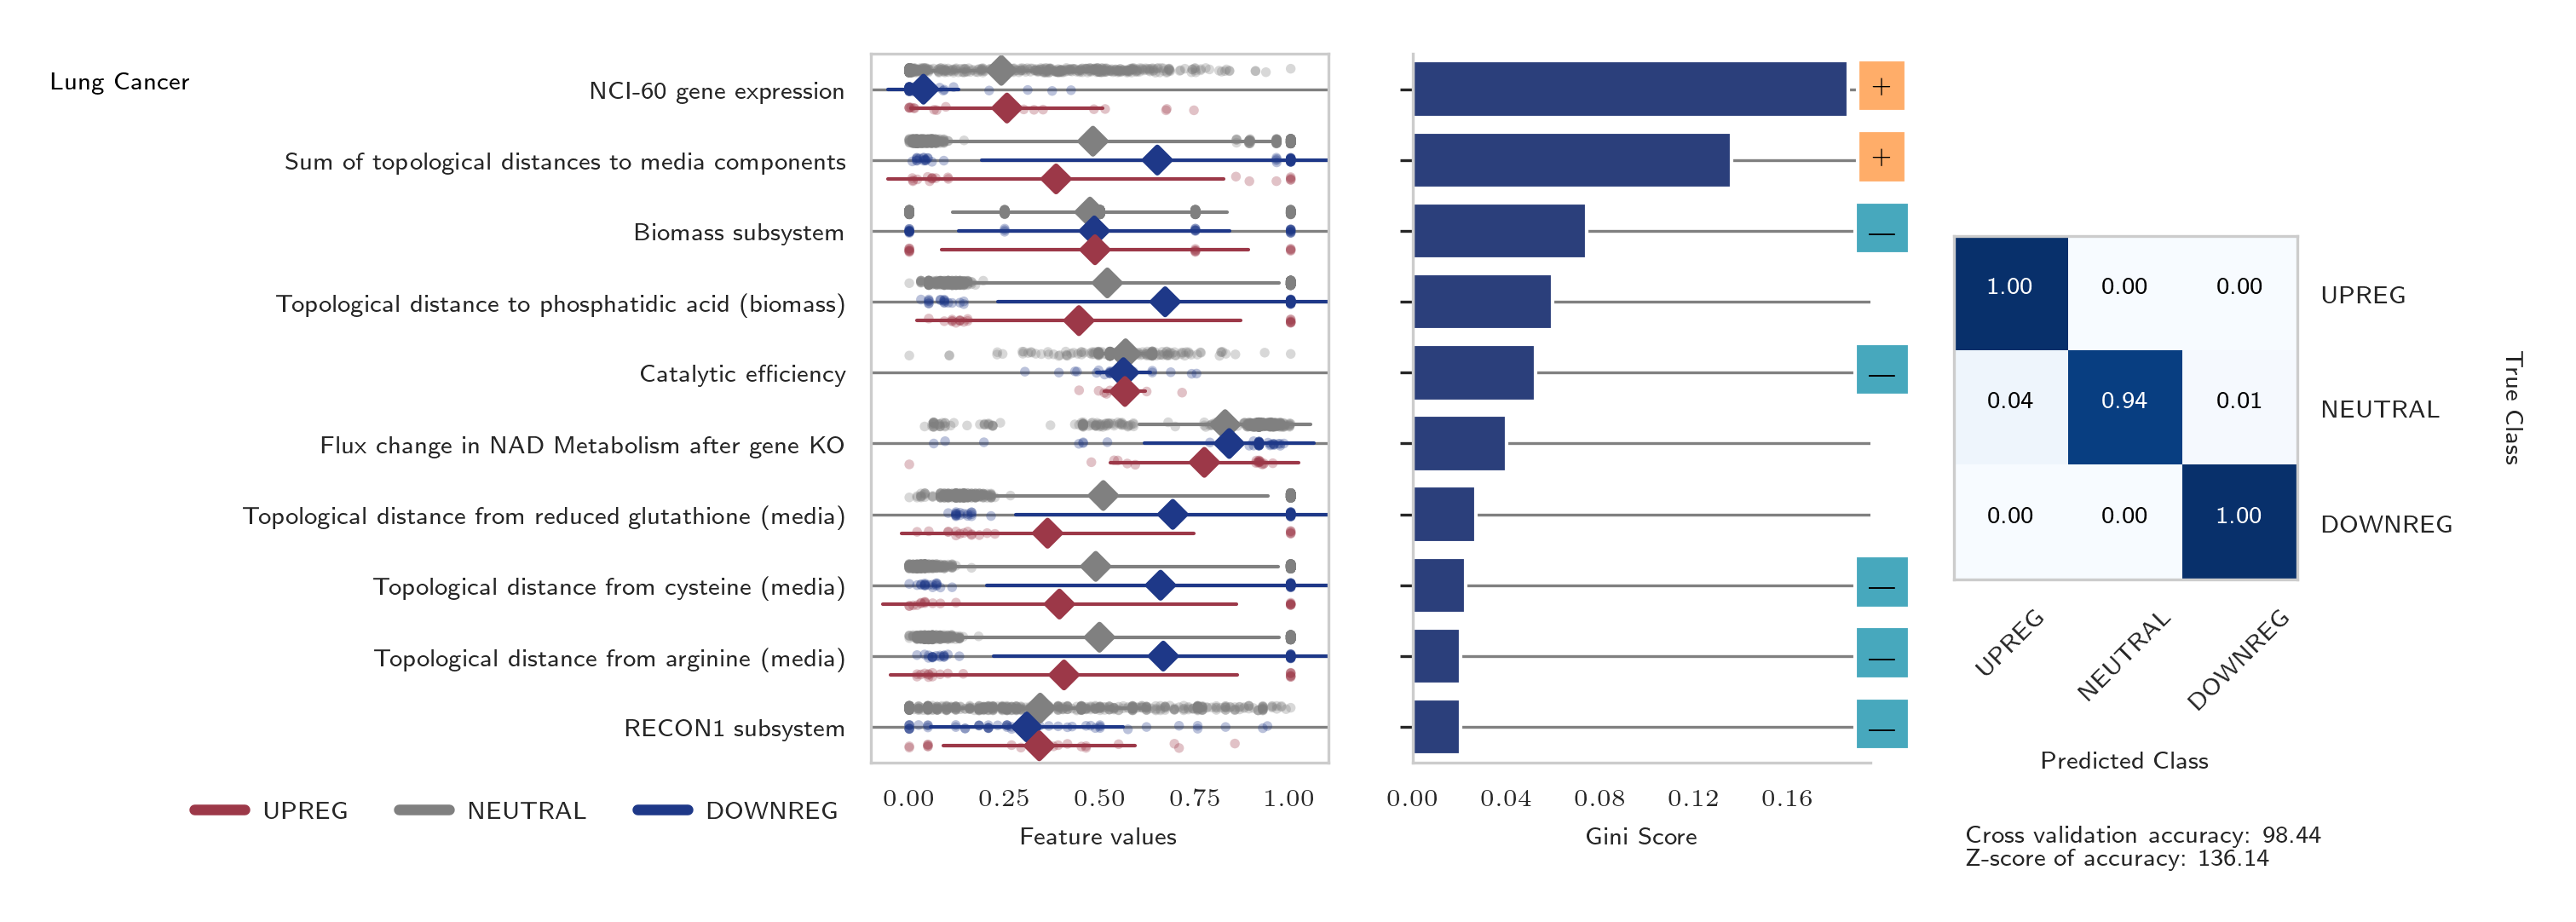 Lung Cancer
NCI-60 gene expression
Sum of topological distances to media components
Biomass subsystem
Topological distance to phosphatidic acid (biomass)
Catalytic efficiency
Flux change in NAD Metabolism after gene KO
Topological distance from reduced glutathione (media)
Topological distance from cysteine (media)
Topological distance from arginine (media)
RECON1 subsystem
UPREG NEUTRAL DOWNREG
0.00 0.25 0.50 0.75 1.00
Feature values
+
+
—
—
—
—
—
0.00 0.04 0.08 0.12 0.16
Gini Score
1.00 0.00 0.00 UPREG
0.04 0.94 0.01 NEUTRAL
0.00 0.00 1.00 DOWNREG
True Class
UPREG NEUTRAL DOWNREG
Predicted Class
Cross validation accuracy: 98.44
Z-score of accuracy: 136.14